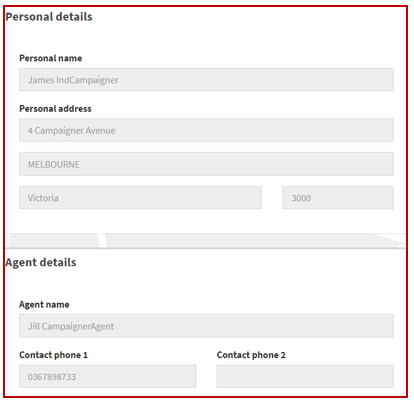 Personal details
Personal name
James IndCampaigner
Personal address
4 Campaigner Avenue
MELBOURNE
Victoria 3000
Agent details
Agent name
Jill CampaignerAgent
Contact phone 1 Contact phone 2
0367898733